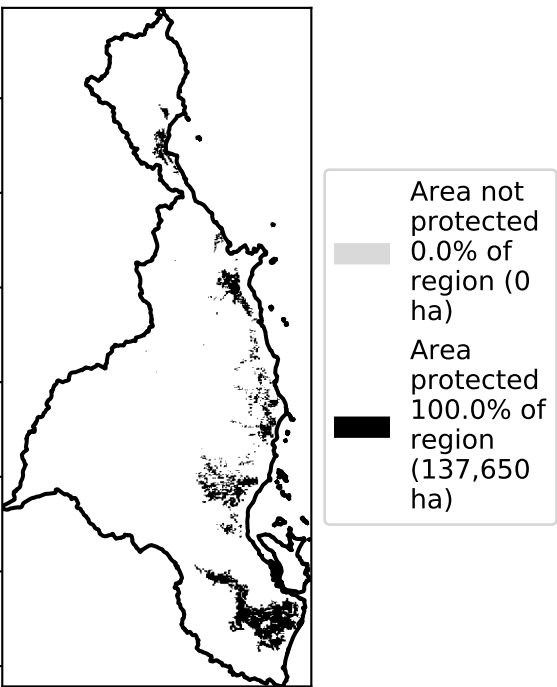 Area not
protected
0.0% of
region (0
ha)
Area
protected
100.0% of
region
(137,650
ha)